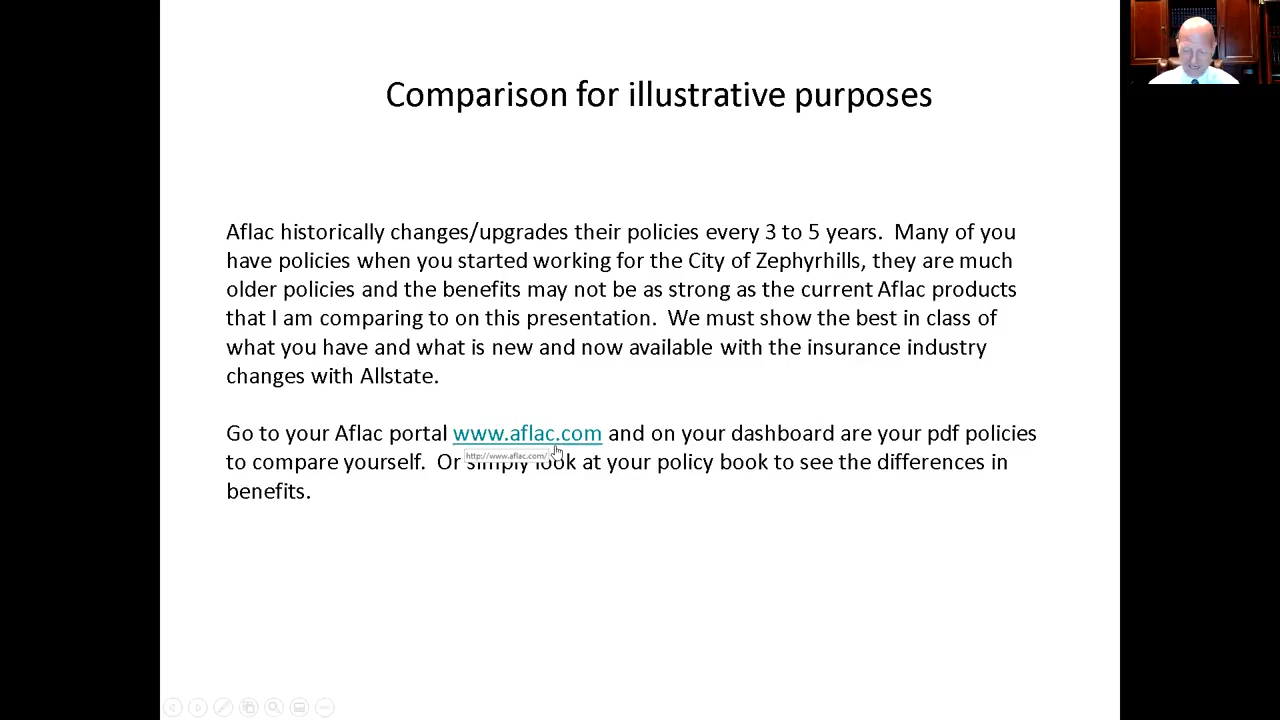 Comparison for illustrative purposes
Aflac historically changes/upgrades their policies every 3 to 5 years.  Many of you
have policies when you started working for the City of Zephyrhills, they are much
older policies and the benefits may not be as strong as the current Aflac products
that I am comparing to on this presentation.  We must show the best in class of
what you have and what is new and now available with the insurance industry
changes with Allstate.
Go to your Aflac portal www.aflac.com and on your dashboard are your pdf policies
http://www.aflac.com/
to compare yourself.  Or simply look at your policy book to see the differences in
benefits.